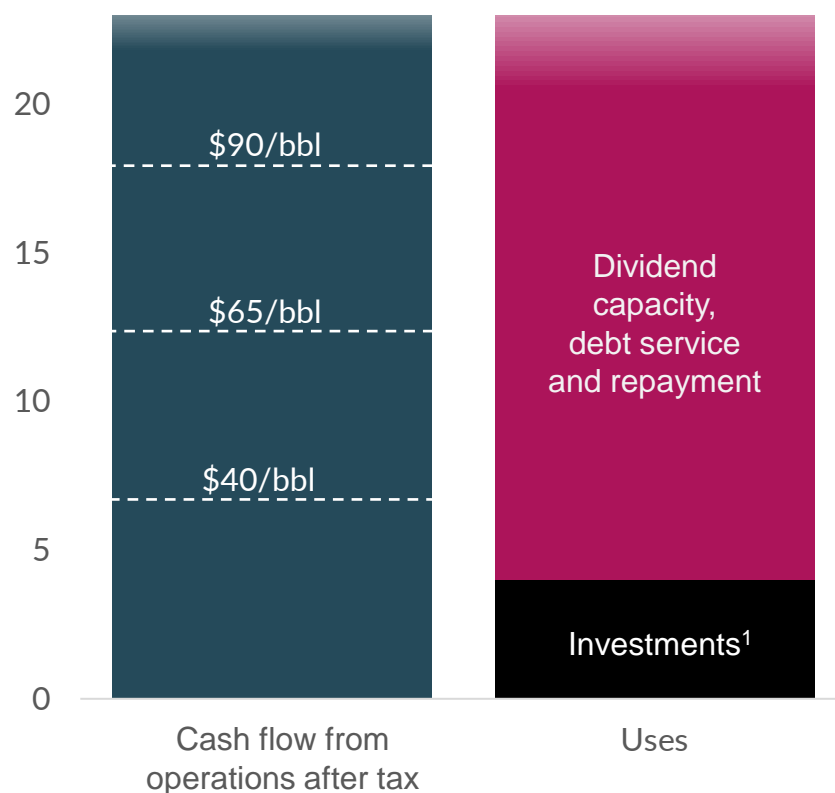 20
15
10
5
0
$90/bbl
$65/bbl
$40/bbl
Dividend
capacity,
debt service
and repayment
Investments¹
Cash flow from
operations after tax
Uses